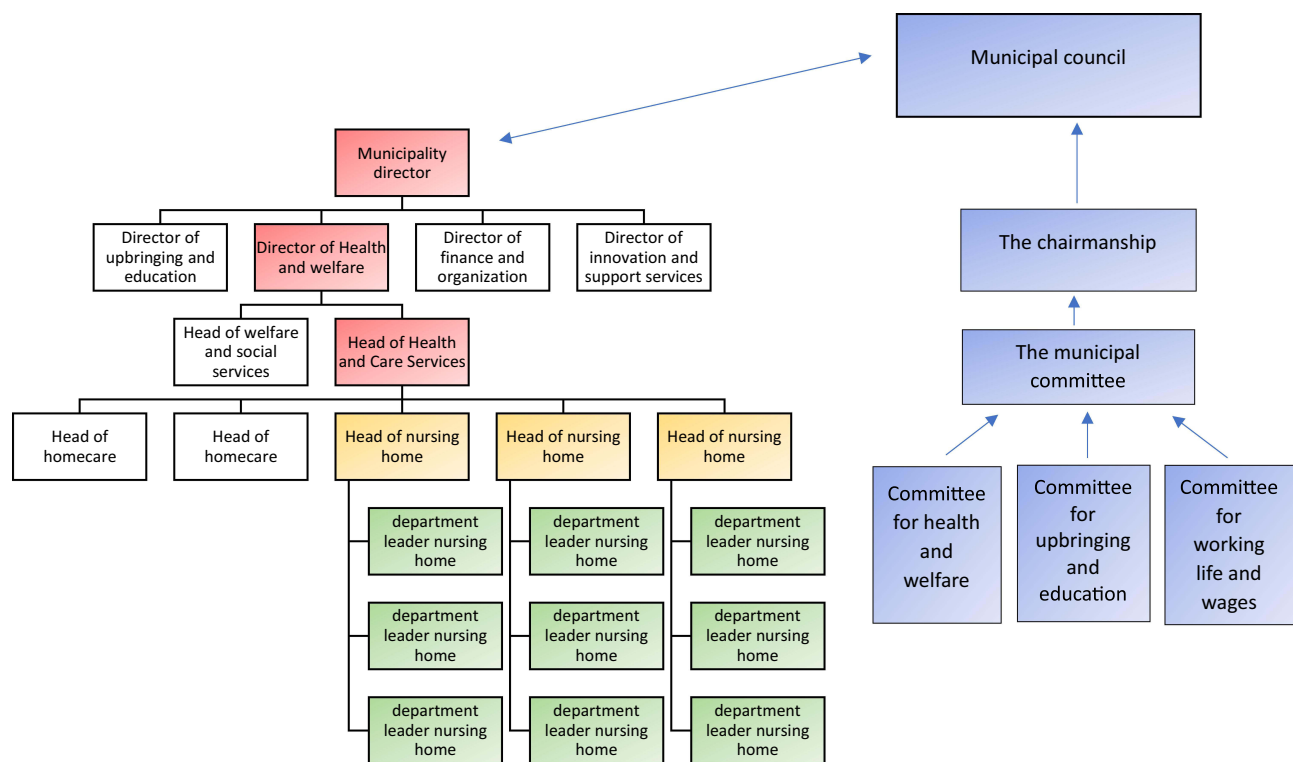 Municipal council
Municipality
director
Director of
upbringing and
education
Director of Health
and welfare
Director of
finance and
organization
Director of
innovation and
support services
The chairmanship
Head of welfare
and social
services
Head of Health
and Care Services
The municipal
committee
Head of
homecare
Head of
homecare
Head of nursing
home
Head of nursing
home
Head of nursing
home
Committee
for health
and
welfare
Committee
for
upbringing
and
education
Committee
for
working
life and
wages
department
leader nursing
home
department
leader nursing
home
department
leader nursing
home
department
leader nursing
home
department
leader nursing
home
department
leader nursing
home
department
leader nursing
home
department
leader nursing
home
department
leader nursing
home